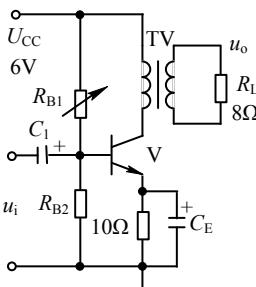 U_CC
TV
u_o
6V
R_B1
R_L
8Ω
C_1
+
V
u_i
R_B2
10Ω
+
C_E